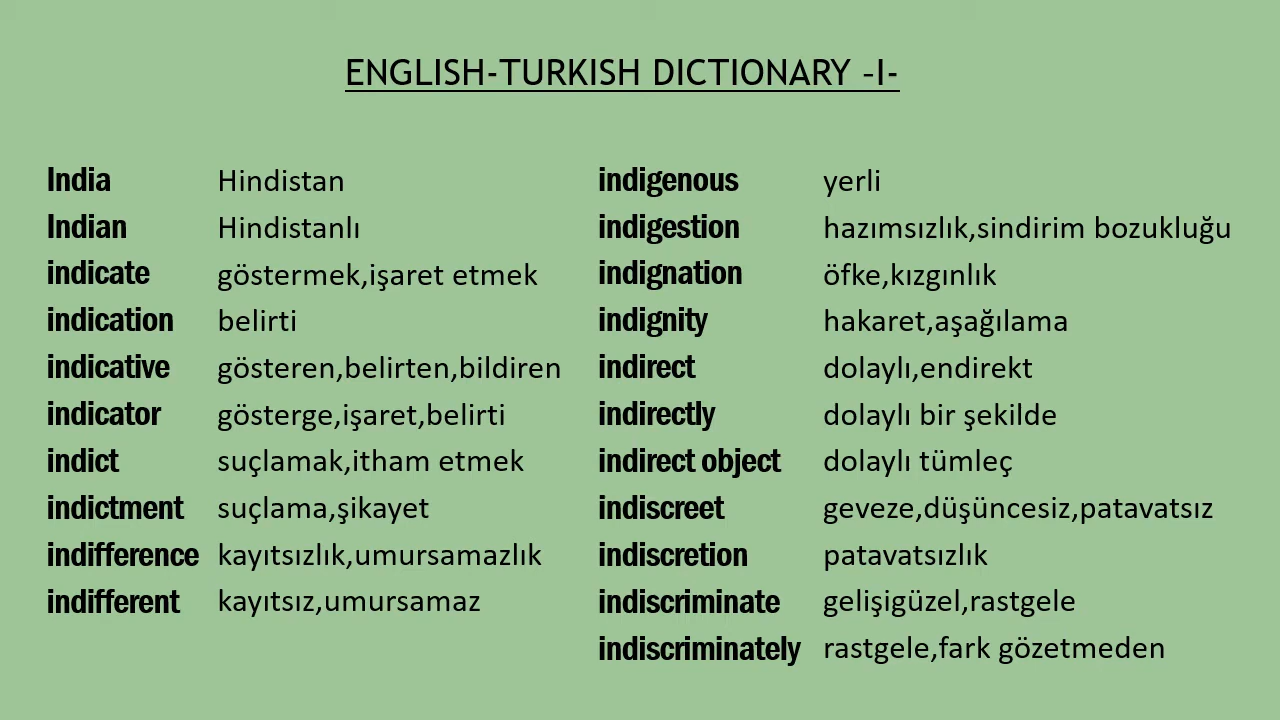 ENGLISH-TURKISH DICTIONARY –I-
India Hindistan
Indian Hindistanlı
indicate göstermek,işaret etmek
indication belirti
indicative gösteren,belirten,bildiren
indicator gösterge,işaret,belirti
indict suçlamak,itham etmek
indictment suçlama,şikayet
indifference kayıtsızlık,umursamazlık
indifferent kayıtsız,umursamaz
indigenous yerli
indigestion hazımsızlık,sindirim bozukluğu
indignation öfke,kızgınlık
indignity hakaret,aşağılama
indirect dolaylı,endirekt
indirectly dolaylı bir şekilde
indirect object dolaylı tümleç
indiscreet geveze,düşüncesiz,patavatsız
indiscretion patavatsızlık
indiscriminate gelişigüzel,rastgele
indiscriminately rastgele,fark gözetmeden